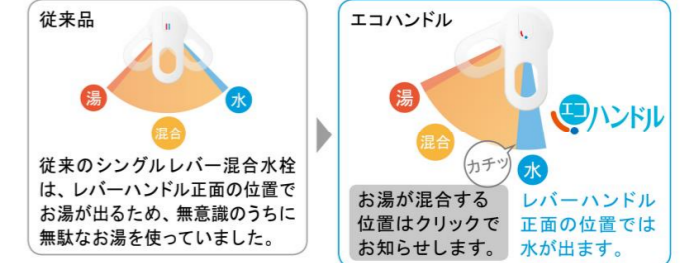 従来品
湯
水
混合
従来のシングルレバー混合水栓
は、レバーハンドル正面の位置で
お湯が出るため、無意識のうちに
無駄なお湯を使っていました。
エコハンドル
湯
混合
カチッ
水
エコハンドル
お湯が混合する
位置はクリックで
お知らせします。
レバーハンドル
正面の位置では
水が出ます。